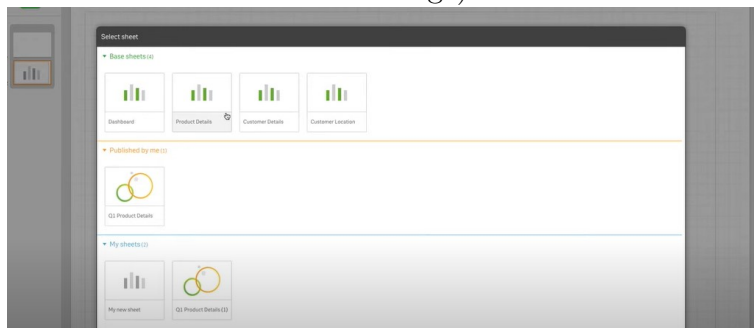 Select sheet
Base sheets (4)
Dashboard
Product Details
Customer Details
Customer Location
Published by me (1)
Q1 Product Details
My sheets (2)
My new sheet
Q1 Product Details (1)